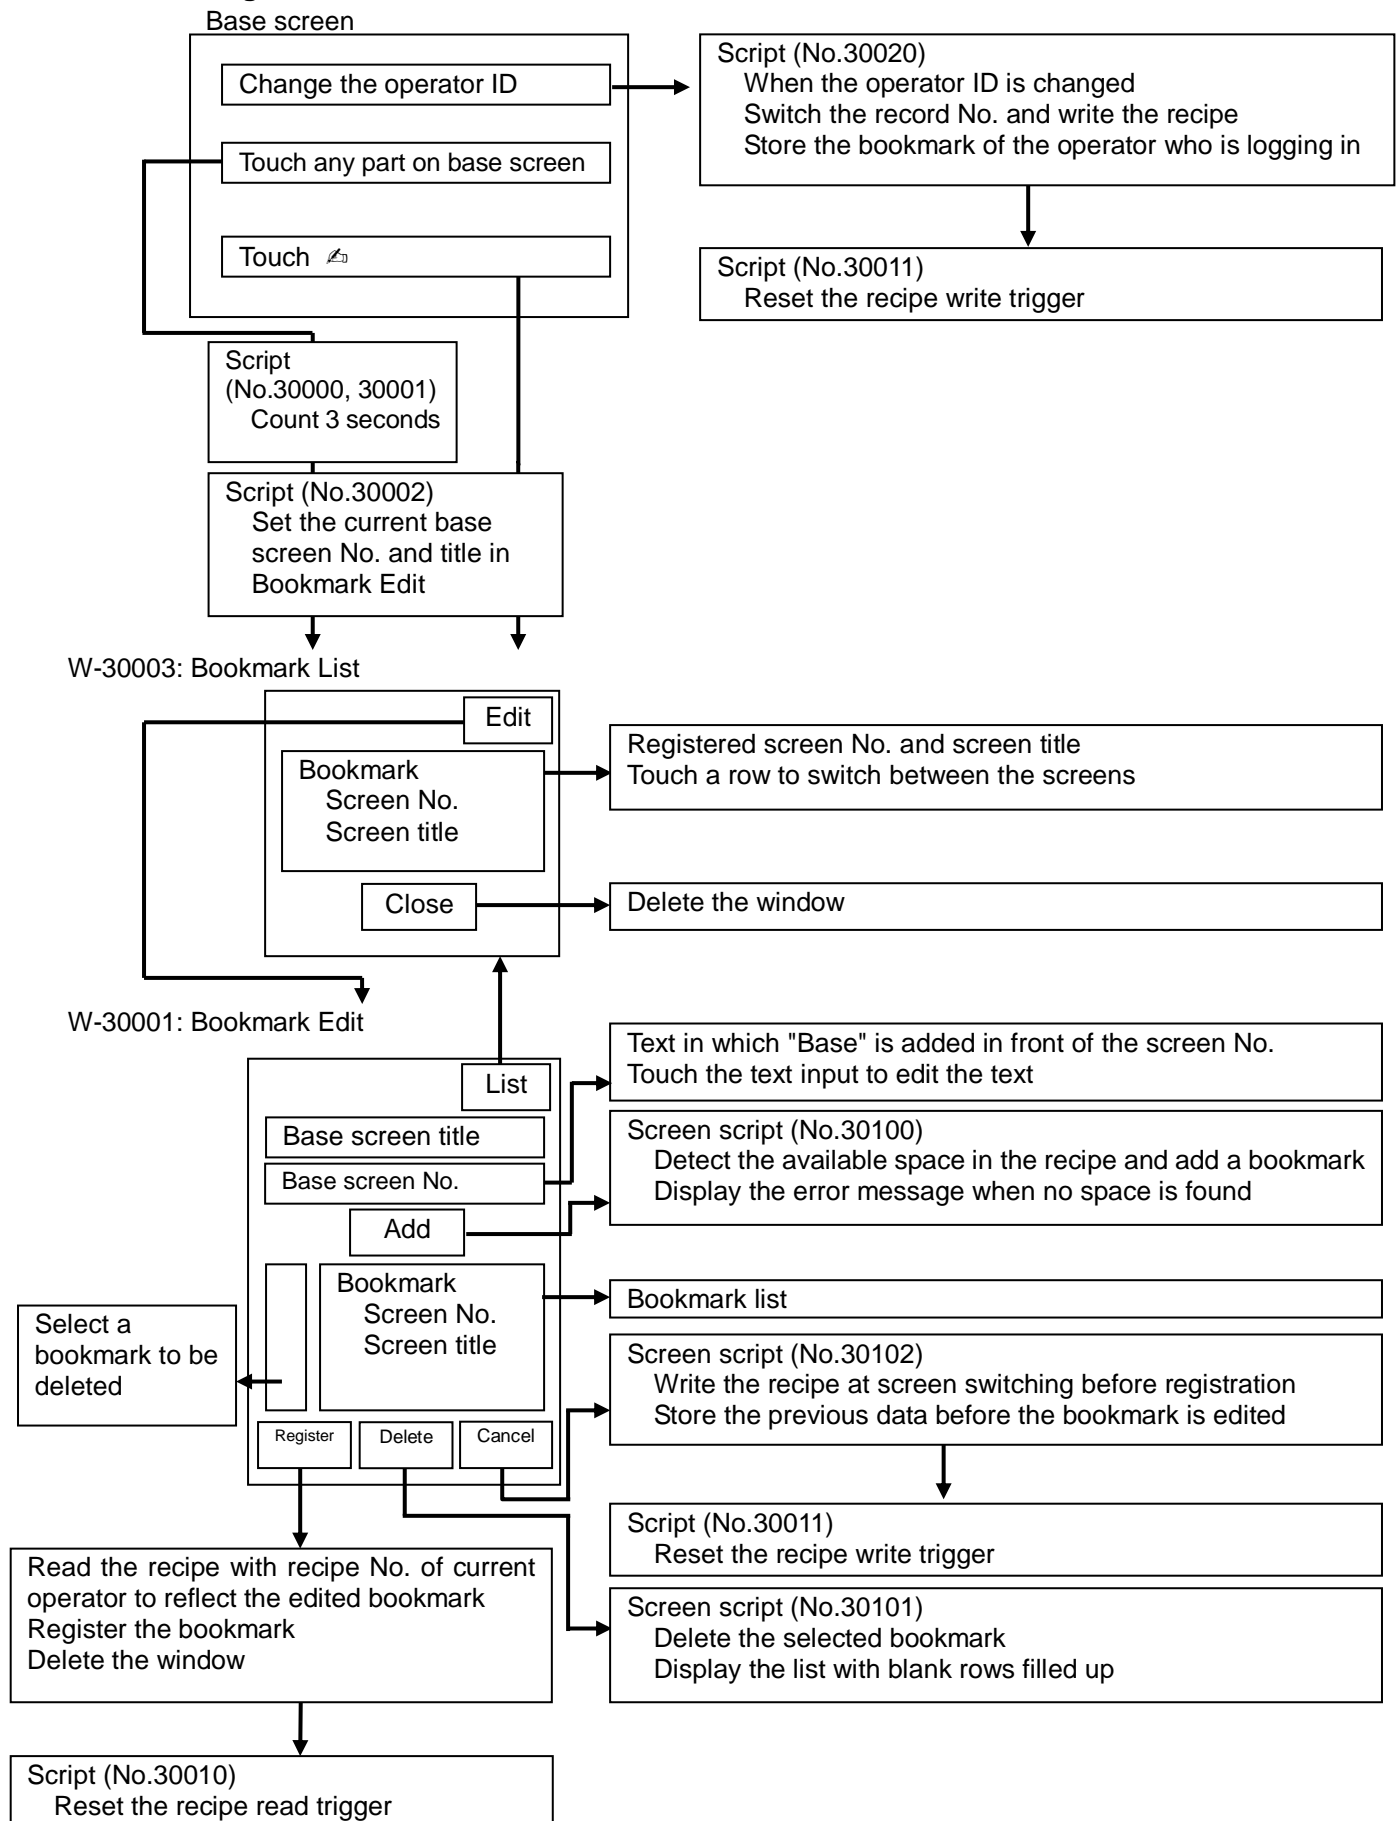 Base screen
Change the operator ID
Touch any part on base screen
Touch ✍
Script (No.30020)
When the operator ID is changed
Switch the record No. and write the recipe
Store the bookmark of the operator who is logging in
Script (No.30011)
Reset the recipe write trigger
Script
(No.30000, 30001)
Count 3 seconds
Script (No.30002)
Set the current base
screen No. and title in
Bookmark Edit
W-30003: Bookmark List
Edit
Bookmark
Screen No.
Screen title
Close
Registered screen No. and screen title
Touch a row to switch between the screens
Delete the window
W-30001: Bookmark Edit
List
Base screen title
Base screen No.
Add
Bookmark
Screen No.
Screen title
Select a
bookmark to be
deleted
Register
Delete
Cancel
Text in which "Base" is added in front of the screen No.
Touch the text input to edit the text
Screen script (No.30100)
Detect the available space in the recipe and add a bookmark
Display the error message when no space is found
Bookmark list
Screen script (No.30102)
Write the recipe at screen switching before registration
Store the previous data before the bookmark is edited
Script (No.30011)
Reset the recipe write trigger
Screen script (No.30101)
Delete the selected bookmark
Display the list with blank rows filled up
Read the recipe with recipe No. of current
operator to reflect the edited bookmark
Register the bookmark
Delete the window
Script (No.30010)
Reset the recipe read trigger